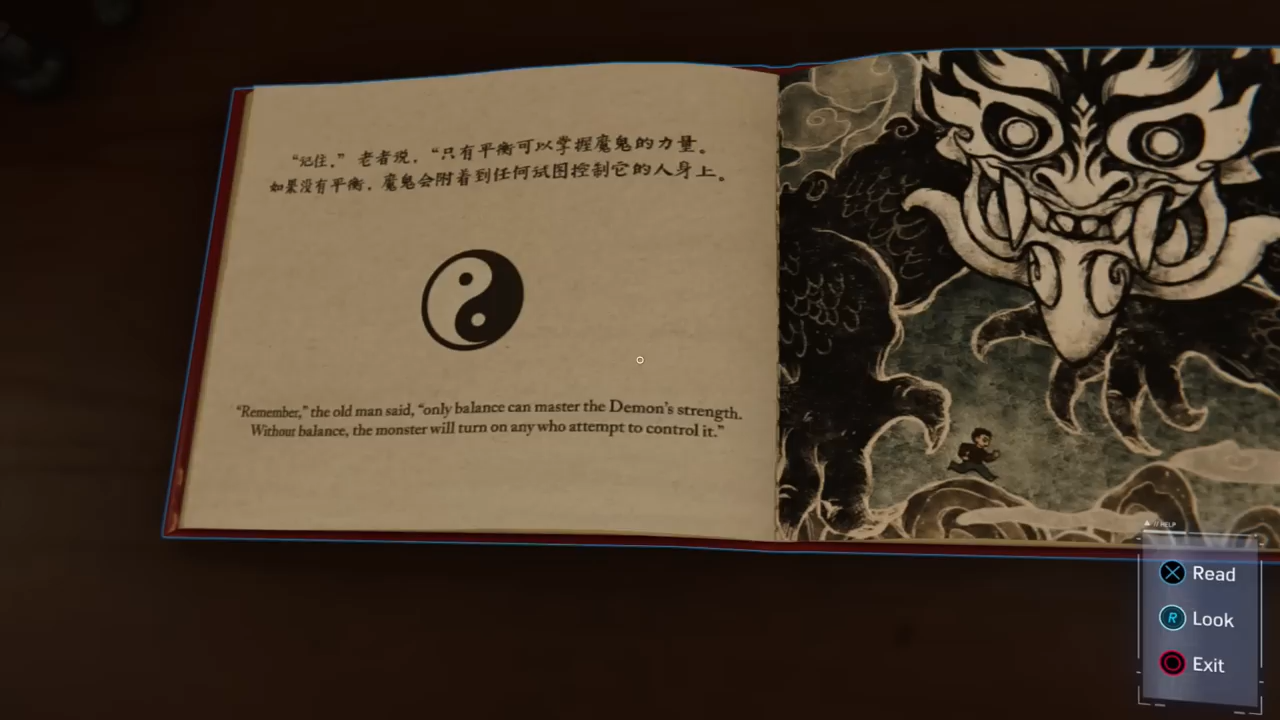 “记住，” 老者说，“只有平衡可以掌握魔鬼的力量。
如果没有平衡，魔鬼会附着到任何试图控制它的人身上。
“Remember,” the old man said, “only balance can master the Demon’s strength.
Without balance, the monster will turn on any who attempt to control it.”
// HELP
Read
R Look
Exit